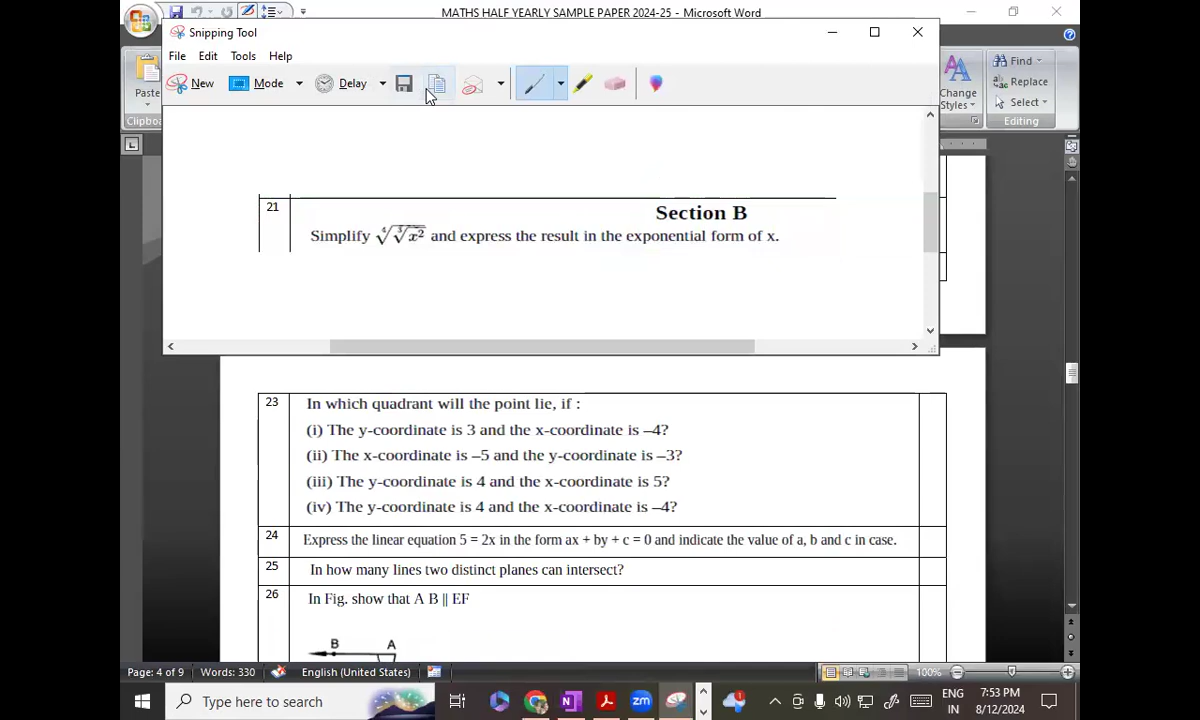 MATHS HALF YEARLY SAMPLE PAPER 2024-25 - Microsoft Word
Snipping Tool
File Edit Tools Help
New Mode Delay
Paste
Clipboa
Change
Styles
Find
Replace
Select
Editing
21
Section B
Simplify ∜∛x² and express the result in the exponential form of x.
23
In which quadrant will the point lie, if :
(i) The y-coordinate is 3 and the x-coordinate is –4?
(ii) The x-coordinate is –5 and the y-coordinate is –3?
(iii) The y-coordinate is 4 and the x-coordinate is 5?
(iv) The y-coordinate is 4 and the x-coordinate is –4?
24
Express the linear equation 5 = 2x in the form ax + by + c = 0 and indicate the value of a, b and c in case.
25
In how many lines two distinct planes can intersect?
26
In Fig. show that A B || EF
B A
Page: 4 of 9 Words: 330 English (United States) 100%
Type here to search
zm
ENG
IN
7:53 PM
8/12/2024